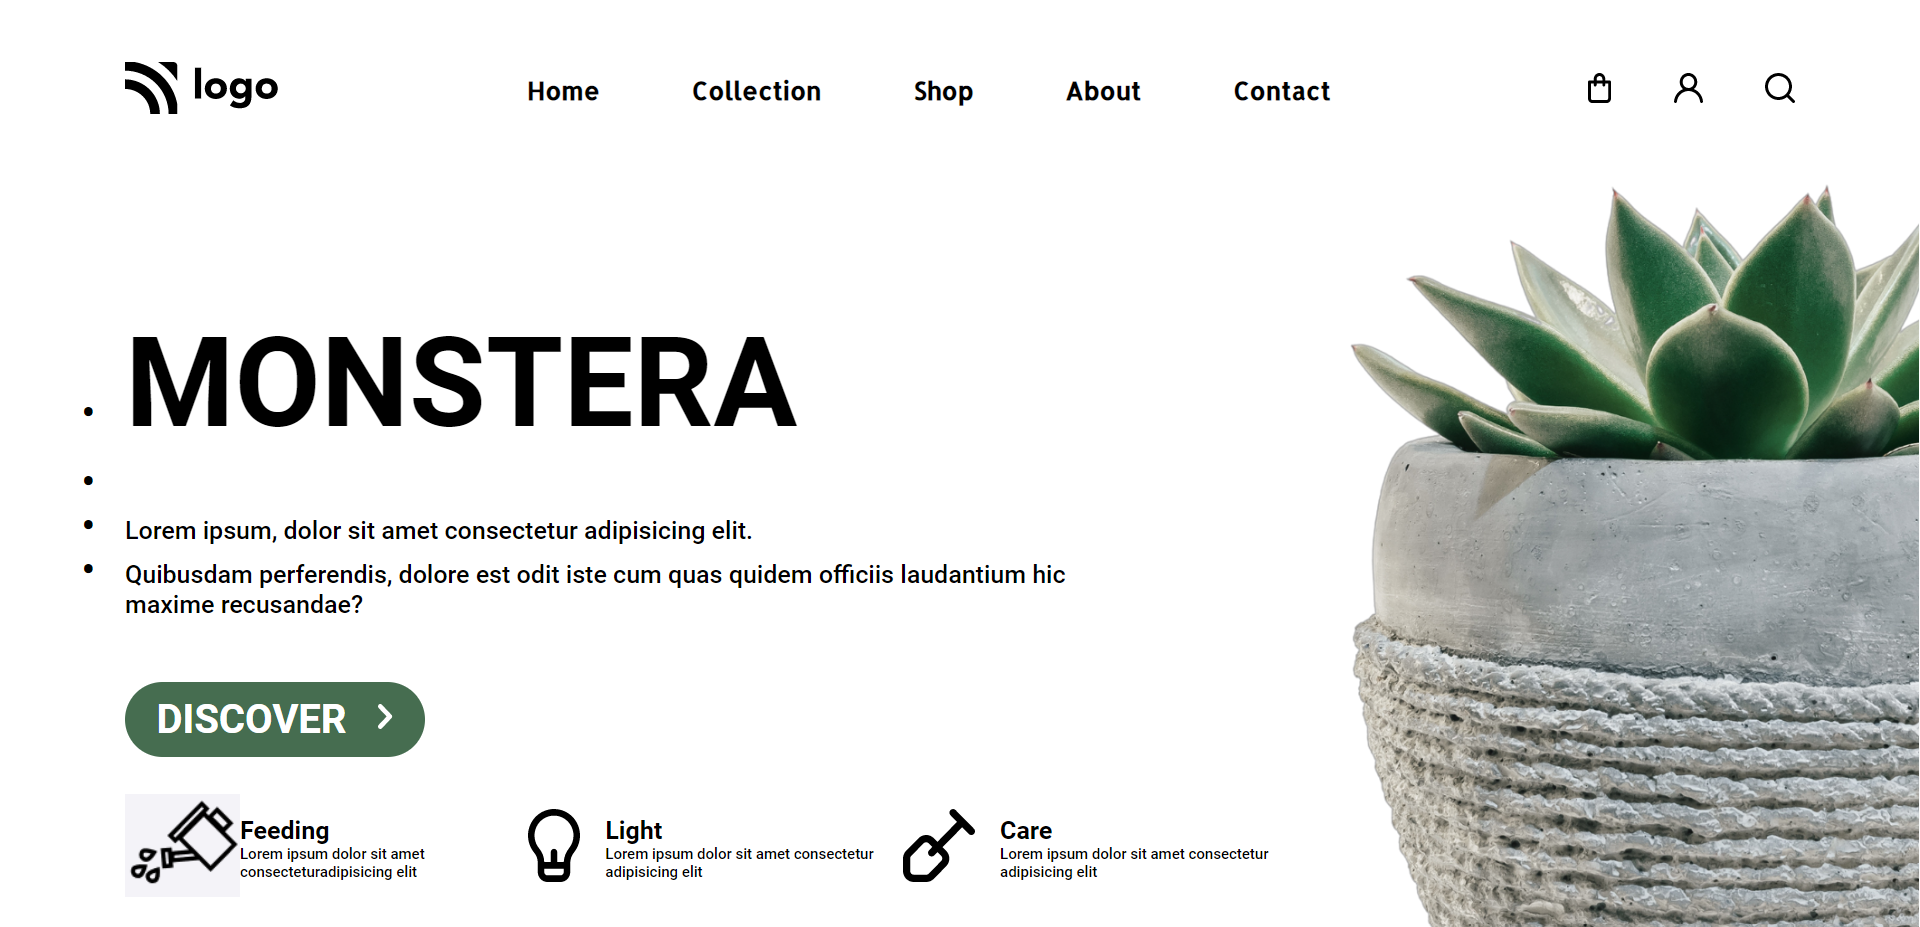 logo
Home
Collection
Shop
About
Contact
MONSTERA
Lorem ipsum, dolor sit amet consectetur adipisicing elit.
Quibusdam perferendis, dolore est odit iste cum quas quidem officiis laudantium hic
maxime recusandae?
DISCOVER
Feeding
Lorem ipsum dolor sit amet
consecteturadipisicing elit
Light
Lorem ipsum dolor sit amet consectetur
adipisicing elit
Care
Lorem ipsum dolor sit amet consectetur
adipisicing elit